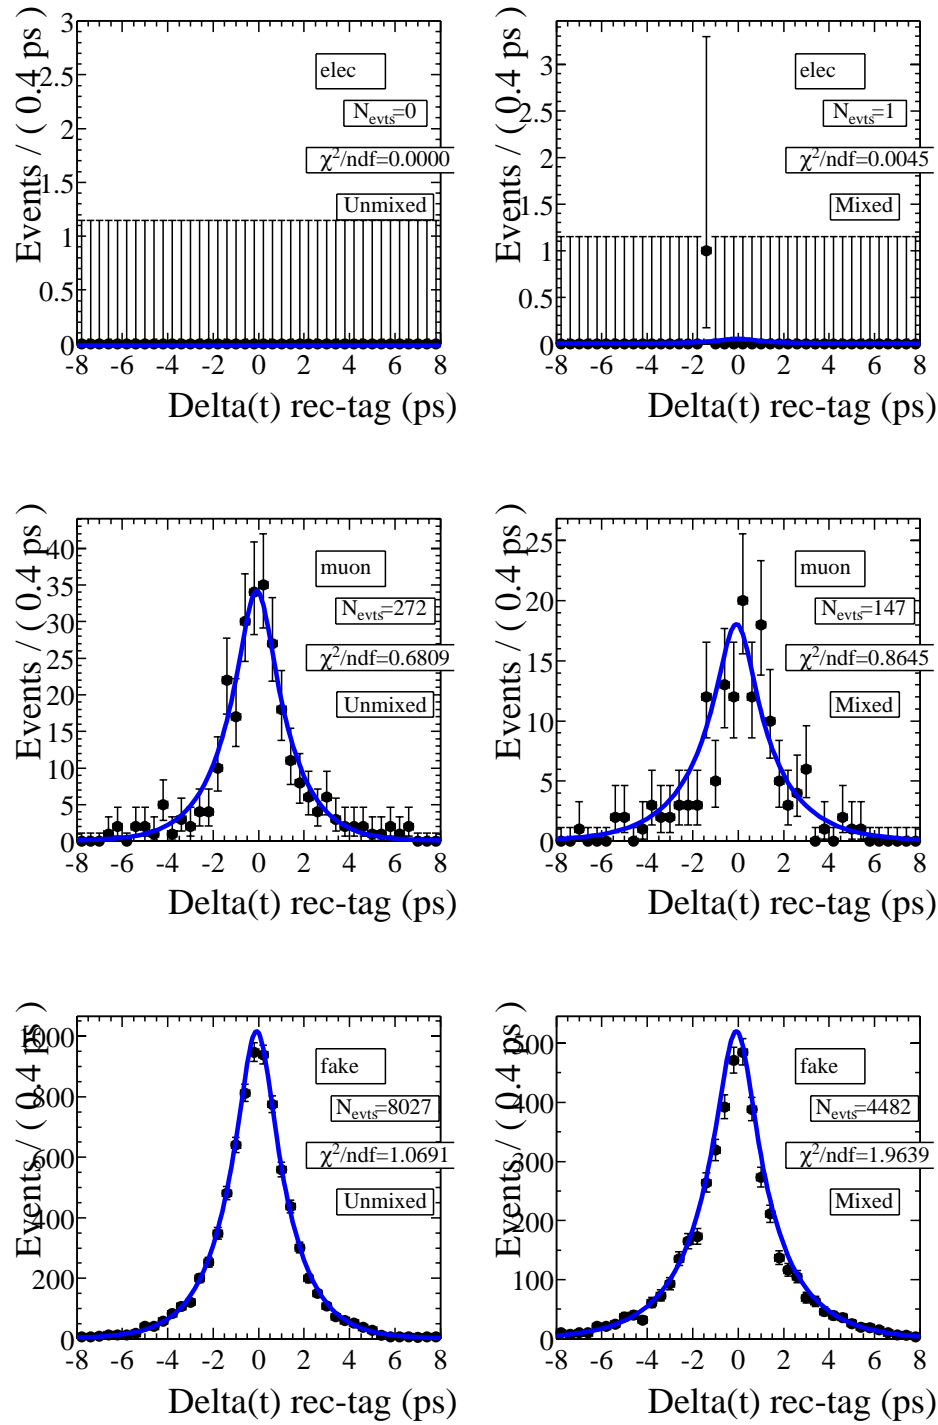 Events / ( 0.4 ps )
3
2.5
2
1.5
1
0.5
0
elec
Nevts=0
χ2/ndf=0.0000
Unmixed
-8 -6 -4 -2 0 2 4 6 8
Delta(t) rec-tag (ps)
Events / ( 0.4 ps )
3
2.5
2
1.5
1
0.5
0
elec
Nevts=1
χ2/ndf=0.0045
Mixed
-8 -6 -4 -2 0 2 4 6 8
Delta(t) rec-tag (ps)
Events / ( 0.4 ps )
40
35
30
25
20
15
10
5
0
muon
Nevts=272
χ2/ndf=0.6809
Unmixed
-8 -6 -4 -2 0 2 4 6 8
Delta(t) rec-tag (ps)
Events / ( 0.4 ps )
25
20
15
10
5
0
muon
Nevts=147
χ2/ndf=0.8645
Mixed
-8 -6 -4 -2 0 2 4 6 8
Delta(t) rec-tag (ps)
Events / ( 0.4 ps )
1000
800
600
400
200
0
fake
Nevts=8027
χ2/ndf=1.0691
Unmixed
-8 -6 -4 -2 0 2 4 6 8
Delta(t) rec-tag (ps)
Events / ( 0.4 ps )
500
400
300
200
100
0
fake
Nevts=4482
χ2/ndf=1.9639
Mixed
-8 -6 -4 -2 0 2 4 6 8
Delta(t) rec-tag (ps)